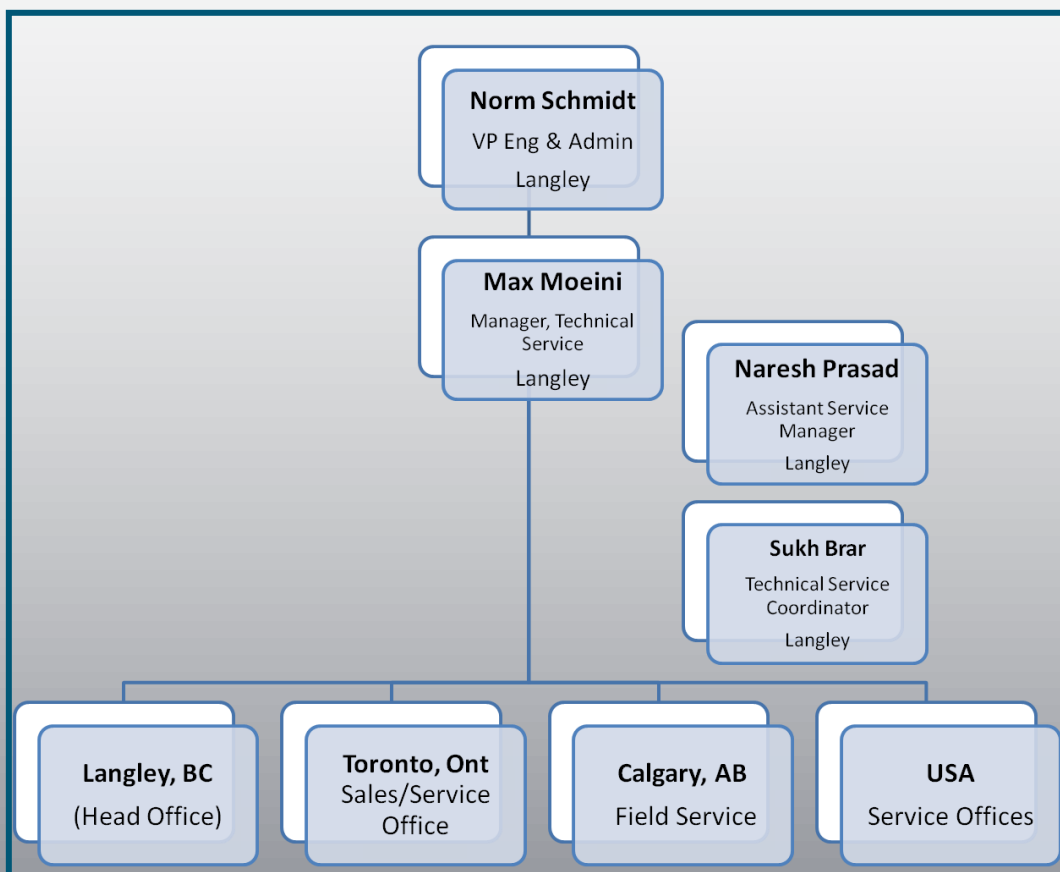 Norm Schmidt
VP Eng & Admin
Langley
Max Moeini
Manager, Technical
Service
Langley
Naresh Prasad
Assistant Service
Manager
Langley
Sukh Brar
Technical Service
Coordinator
Langley
Langley, BC
(Head Office)
Toronto, Ont
Sales/Service
Office
Calgary, AB
Field Service
USA
Service Offices